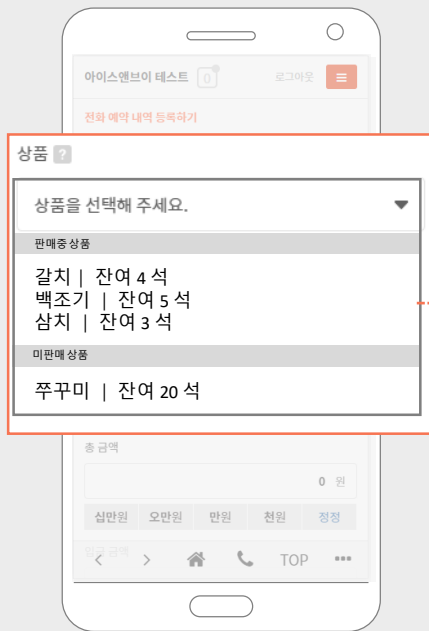 아이스앤브이 테스트 0 로그아웃
전화 예약 내역 등록하기
상품 ?
상품을 선택해 주세요.
판매중 상품
갈치 | 잔여 4 석
백조기 | 잔여 5 석
삼치 | 잔여 3 석
미판매 상품
쭈꾸미 | 잔여 20 석
총 금액
0 원
십만원 오만원 만원 천원 정정
입금 금액
TOP